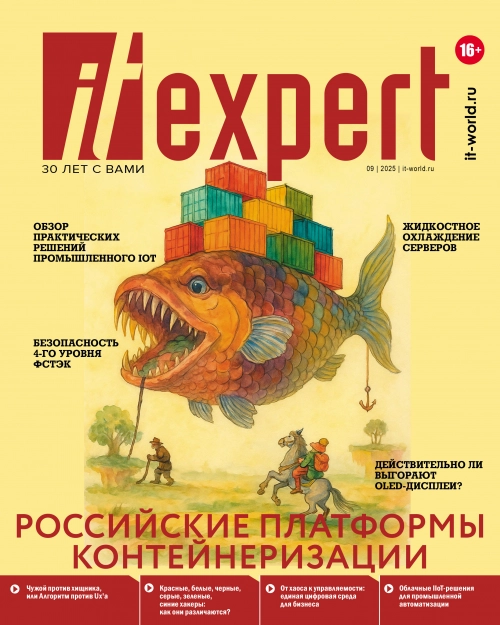 16+
it expert
it-world.ru
30 ЛЕТ С ВАМИ
09 | 2025 | it-world.ru
ОБЗОР
ПРАКТИЧЕСКИХ
РЕШЕНИЙ
ПРОМЫШЛЕННОГО IOT
ЖИДКОСТНОЕ
ОХЛАЖДЕНИЕ
СЕРВЕРОВ
БЕЗОПАСНОСТЬ
4-ГО УРОВНЯ
ФСТЭК
ДЕЙСТВИТЕЛЬНО ЛИ
ВЫГОРАЮТ
OLED-ДИСПЛЕИ?
РОССИЙСКИЕ ПЛАТФОРМЫ
КОНТЕЙНЕРИЗАЦИИ
Чужой против хищника,
или Алгоритм против Ux'а
Красные, белые, черные,
серые, зеленые,
синие хакеры:
как они различаются?
От хаоса к управляемости:
единая цифровая среда
для бизнеса
Облачные IIoT-решения
для промышленной
автоматизации